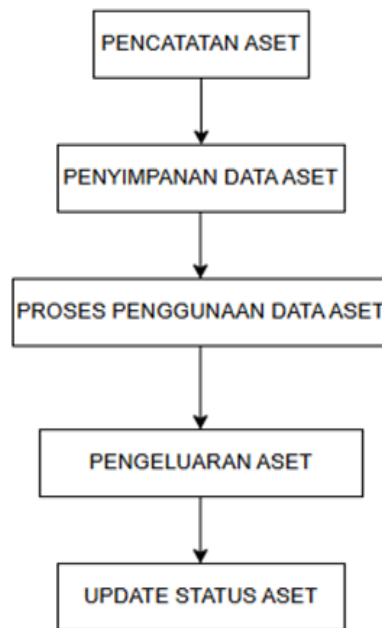 PENCATATAN ASET
PENYIMPANAN DATA ASET
PROSES PENGGUNAAN DATA ASET
PENGELUARAN ASET
UPDATE STATUS ASET